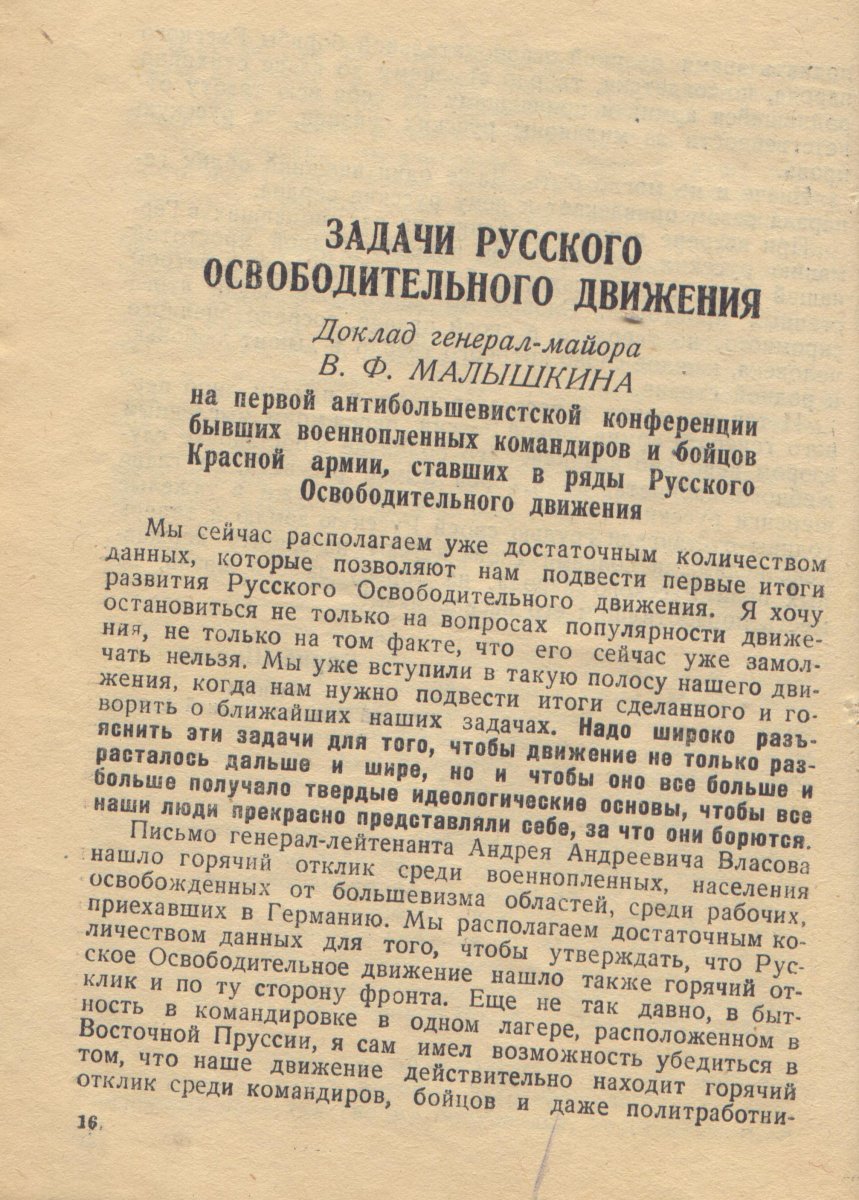 ЗАДАЧИ РУССКОГО
ОСВОБОДИТЕЛЬНОГО ДВИЖЕНИЯ
Доклад генерал-майора
В. Ф. МАЛЫШКИНА
на первой антибольшевистской конференции
бывших военнопленных командиров и бойцов
Красной армии, ставших в ряды Русского
Освободительного движения
Мы сейчас располагаем уже достаточным количеством
данных, которые позволяют нам подвести первые итоги
развития Русского Освободительного движения. Я хочу
остановиться не только на вопросах популярности движе-
ния, не только на том факте, что его сейчас уже замол-
чать нельзя. Мы уже вступили в такую полосу нашего дви-
жения, когда нам нужно подвести итоги сделанного и го-
ворить о ближайших наших задачах. Надо широко разъ-
яснить эти задачи для того, чтобы движение не только раз-
расталось дальше и шире, но и чтобы оно все больше и
больше получало твердые идеологические основы, чтобы все
наши люди прекрасно представляли себе, за что они борются.
Письмо генерал-лейтенанта Андрея Андреевича Власова
нашло горячий отклик среди военнопленных, населения
освобожденных от большевизма областей, среди рабочих,
приехавших в Германию. Мы располагаем достаточным ко-
личеством данных для того, чтобы утверждать, что Рус-
ское Освободительное движение нашло также горячий от-
клик и по ту сторону фронта. Еще не так давно, в быт-
ность в командировке в одном лагере, расположенном в
Восточной Пруссии, я сам имел возможность убедиться в
том, что наше движение действительно находит горячий
отклик среди командиров, бойцов и даже политработни-
16.